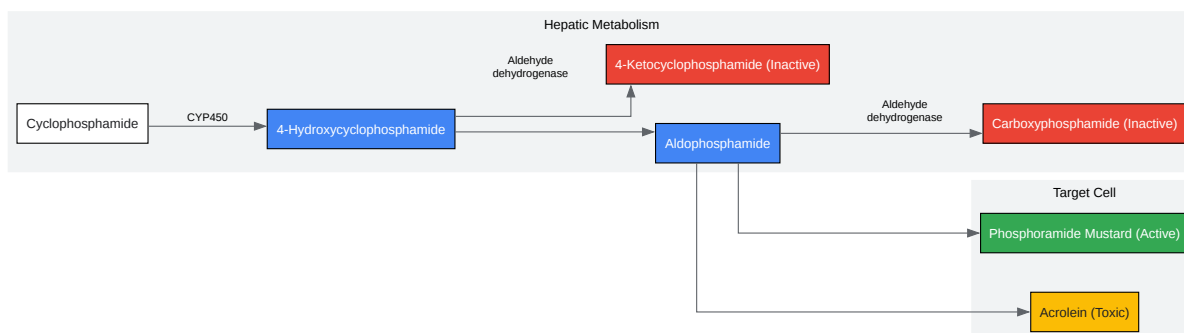 Hepatic Metabolism
Aldehyde
dehydrogenase
4-Ketocyclophosphamide (Inactive)
Cyclophosphamide
CYP450
4-Hydroxycyclophosphamide
Aldophosphamide
Aldehyde
dehydrogenase
Carboxyphosphamide (Inactive)
Target Cell
Phosphoramide Mustard (Active)
Acrolein (Toxic)